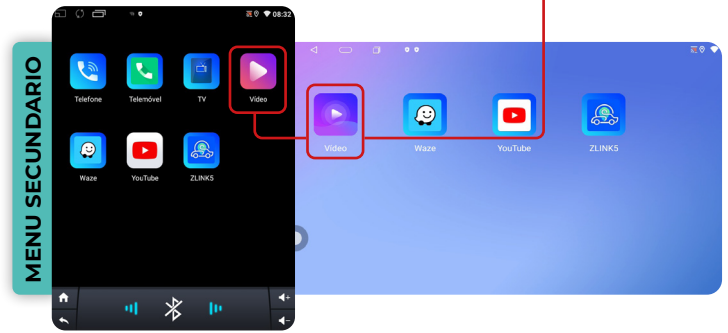 MENU SECUNDARIO
08:32
Telefone
Telemóvel
TV
Vídeo
Waze
YouTube
ZLINK5
Vídeo
Waze
YouTube
ZLINK5